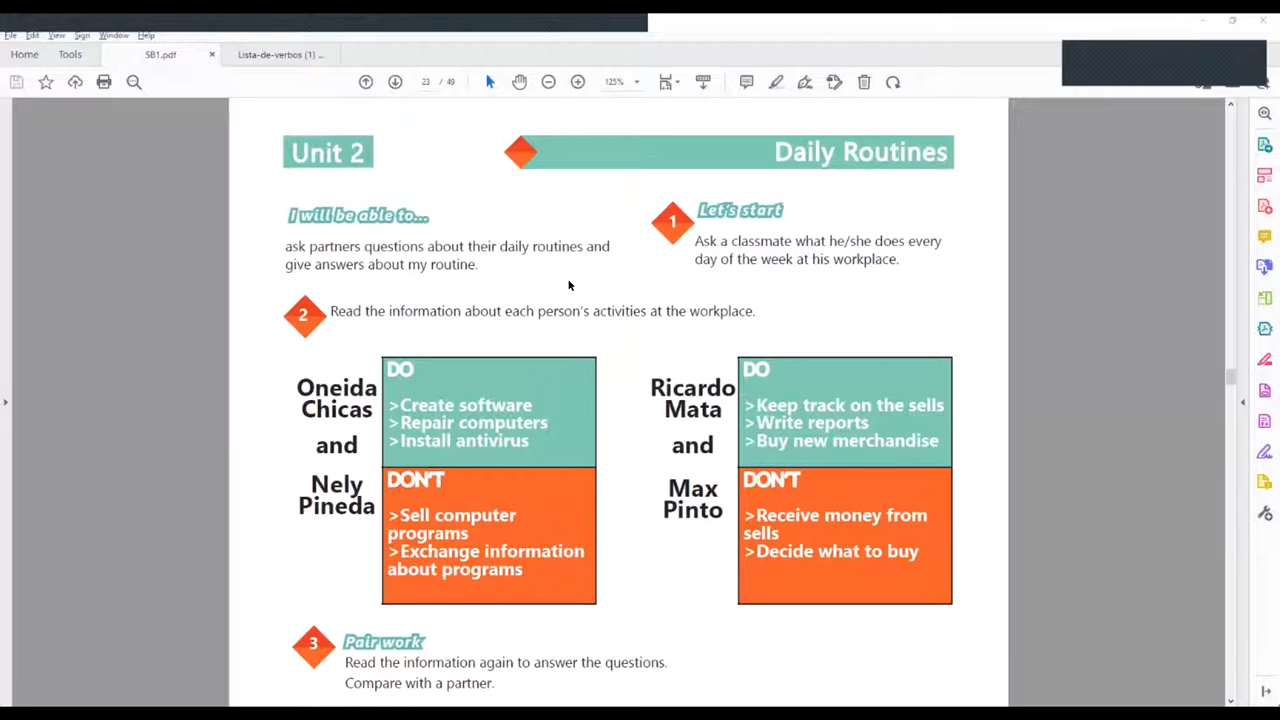 File Edit View Sign Window Help
Home Tools SB1.pdf × Lista-de-verbos (1) ...
23 / 49 125%
Unit 2
Daily Routines
I will be able to...
ask partners questions about their daily routines and
give answers about my routine.
1
Let's start
Ask a classmate what he/she does every
day of the week at his workplace.
2
Read the information about each person's activities at the workplace.
Oneida
Chicas
and
Nely
Pineda
DO
>Create software
>Repair computers
>Install antivirus
DON'T
>Sell computer
programs
>Exchange information
about programs
Ricardo
Mata
and
Max
Pinto
DO
>Keep track on the sells
>Write reports
>Buy new merchandise
DON'T
>Receive money from
sells
>Decide what to buy
3
Pair work
Read the information again to answer the questions.
Compare with a partner.